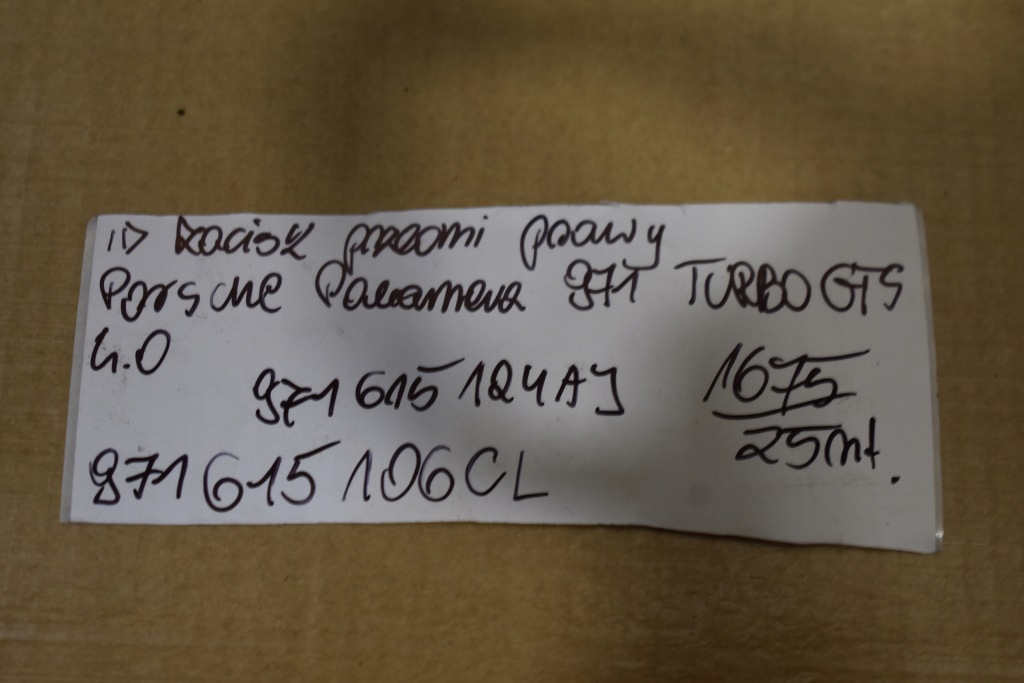 11) Zacisk przedni prawy
Porsche Panamera 971 TURBO GTS
4.0
971 615 124 AJ
1675
25mt.
971 615 106 CL